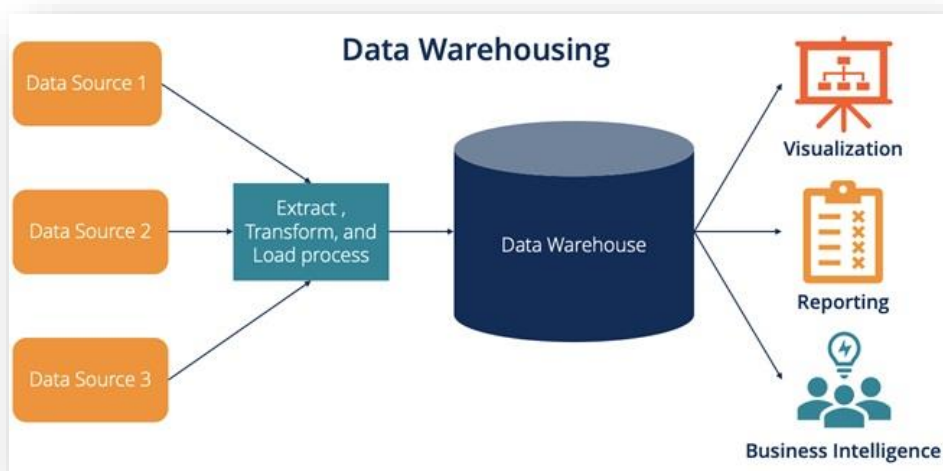 Data Warehousing
Data Source 1
Data Source 2
Data Source 3
Extract ,
Transform, and
Load process
Data Warehouse
Visualization
Reporting
Business Intelligence